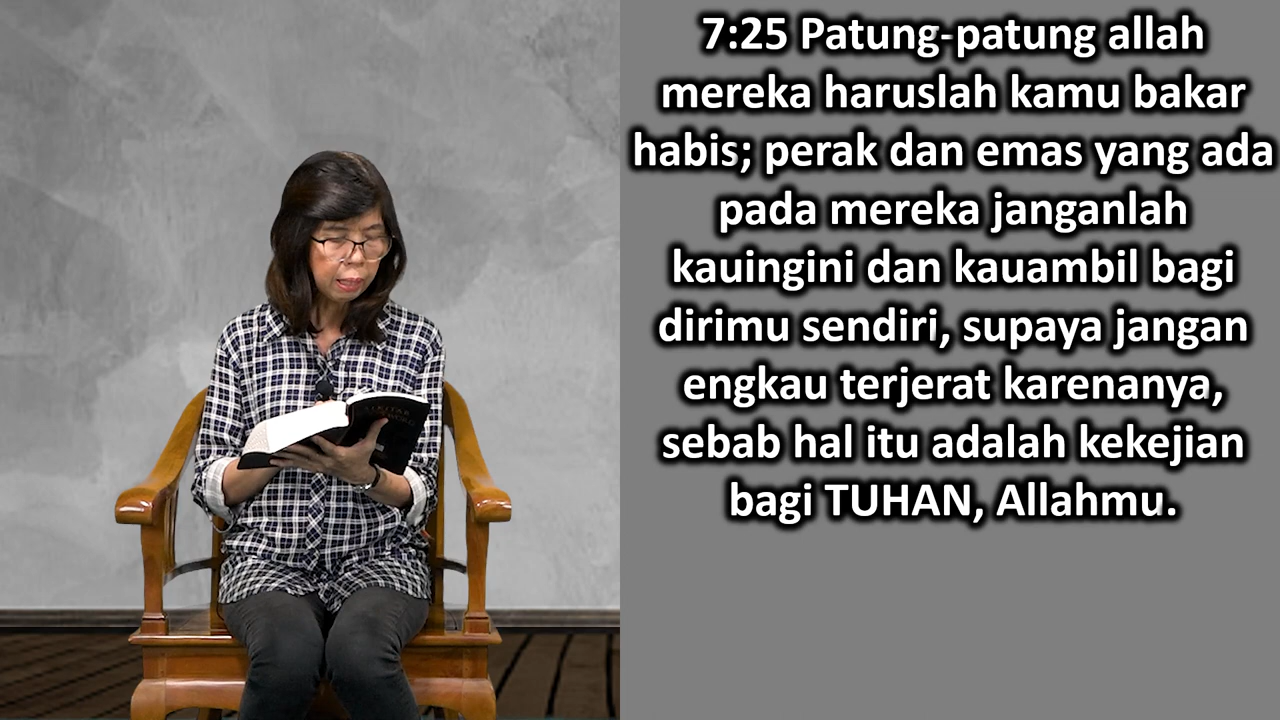 7:25 Patung-patung allah
mereka haruslah kamu bakar
habis; perak dan emas yang ada
pada mereka janganlah
kauingini dan kauambil bagi
dirimu sendiri, supaya jangan
engkau terjerat karenanya,
sebab hal itu adalah kekejian
bagi TUHAN, Allahmu.